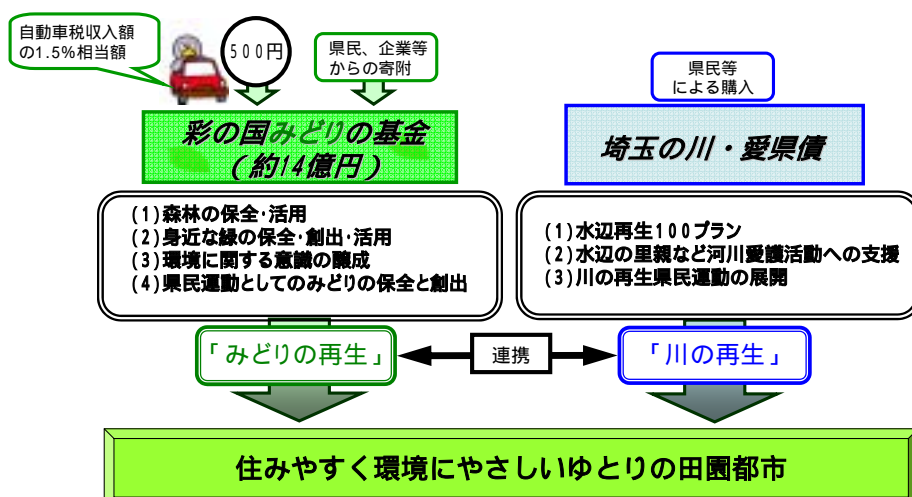 自動車税収入額
の1.5%相当額
500円
県民、企業等
からの寄附
県民等
による購入
彩の国みどりの基金
(約14億円)
埼玉の川・愛県債
(1)森林の保全・活用
(2)身近な緑の保全・創出・活用
(3)環境に関する意識の醸成
(4)県民運動としてのみどりの保全と創出
(1)水辺再生100プラン
(2)水辺の里親など河川愛護活動への支援
(3)川の再生県民運動の展開
「みどりの再生」
連携
「川の再生」
住みやすく環境にやさしいゆとりの田園都市